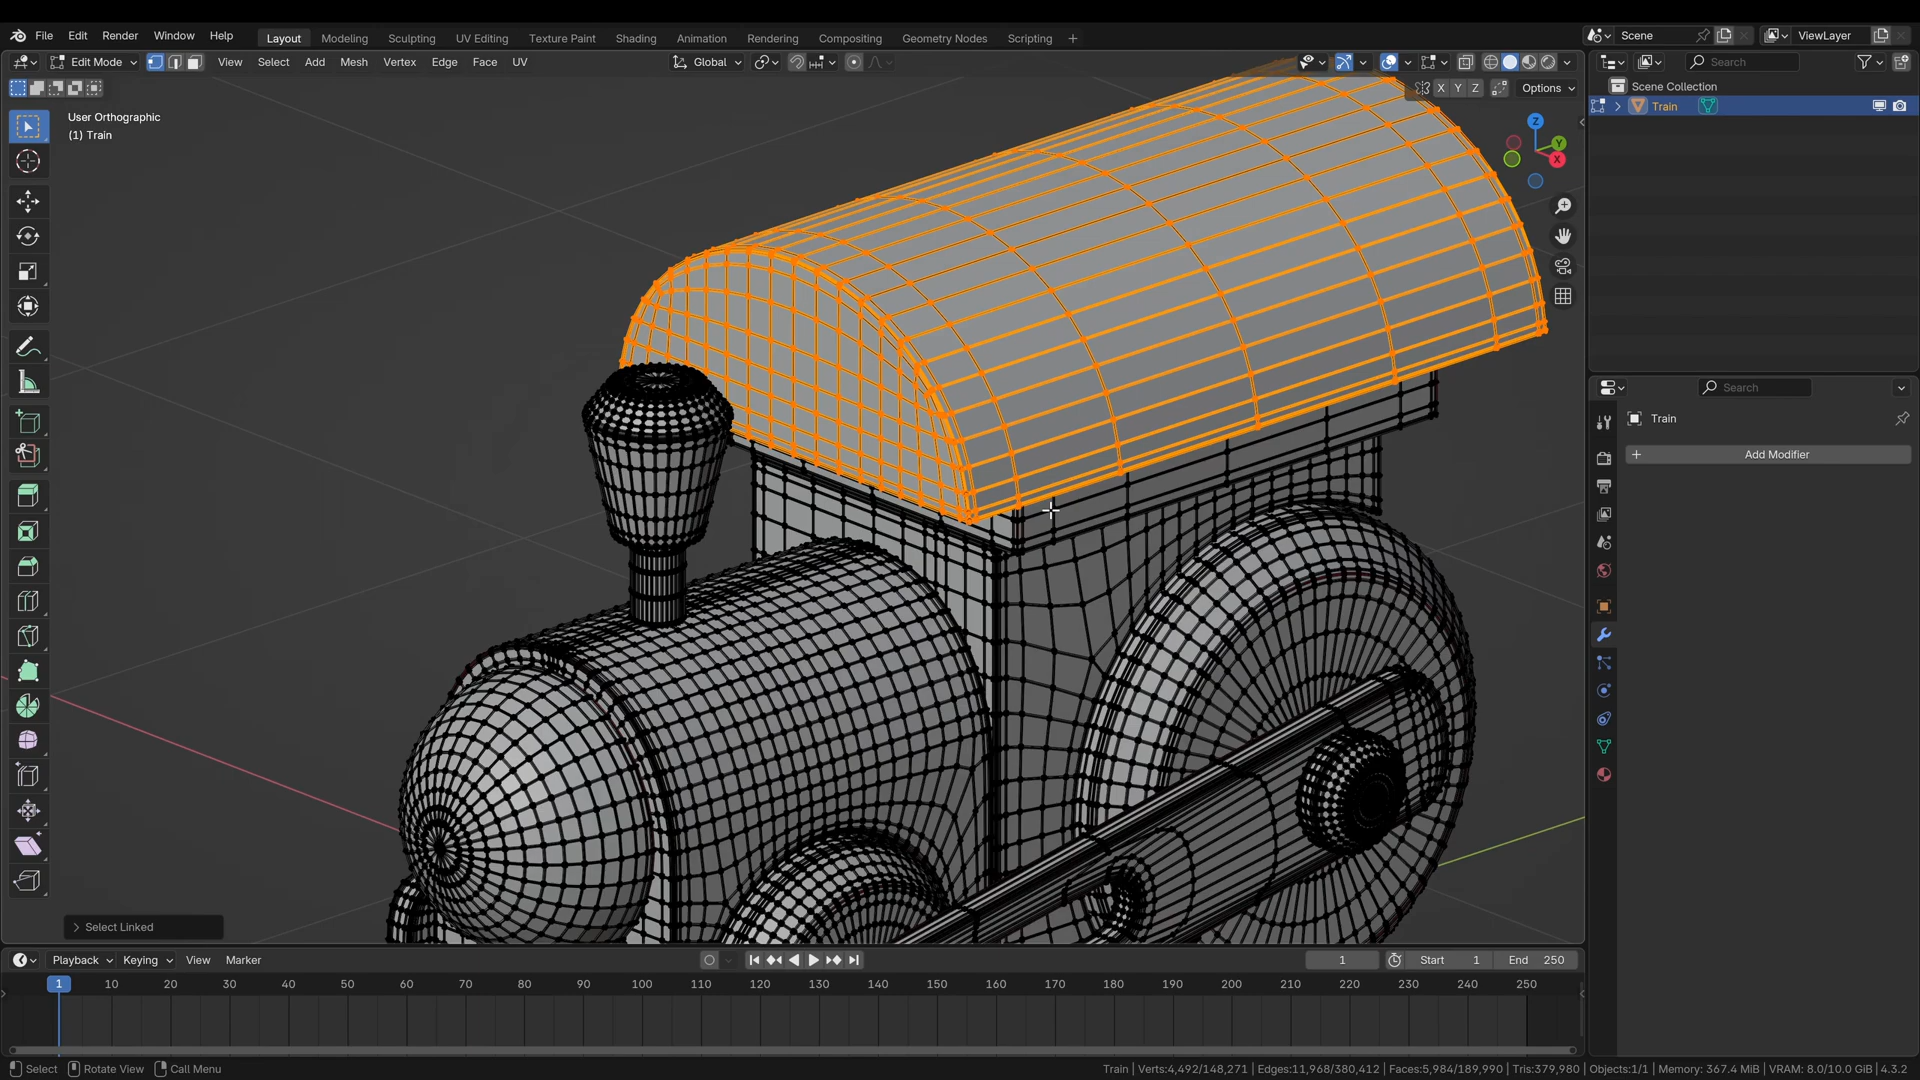 File Edit Render Window Help Layout Modeling Sculpting UV Editing Texture Paint Shading Animation Rendering Compositing Geometry Nodes Scripting + Scene ViewLayer
Edit Mode View Select Add Mesh Vertex Edge Face UV Global Search
X Y Z Options Scene Collection
Train
User Orthographic
(1) Train
Z
Y
X
Search
Train
+ Add Modifier
Select Linked
Playback Keying View Marker 1 Start 1 End 250
1 10 20 30 40 50 60 70 80 90 100 110 120 130 140 150 160 170 180 190 200 210 220 230 240 250
Select Rotate View Call Menu Train | Verts:4,492/148,271 | Edges:11,968/380,412 | Faces:5,984/189,990 | Tris:379,980 | Objects:1/1 | Memory: 367.4 MiB | VRAM: 8.0/10.0 GiB | 4.3.2